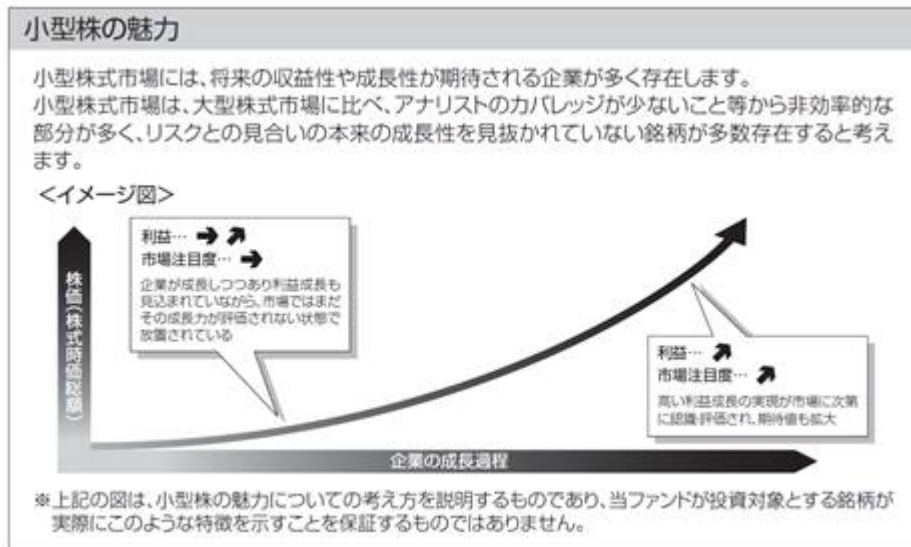 小型株の魅力
小型株式市場には、将来の収益性や成長性が期待される企業が多く存在します。
小型株式市場は、大型株式市場に比べ、アナリストのカバレッジが少ないこと等から非効率的な
部分が多く、リスクとの見合いの本来の成長性を見抜かれていない銘柄が多数存在すると考え
ます。
＜イメージ図＞
利益… ➡ ⬈
市場注目度… ➡
企業が成長しつつあり利益成長も
見込まれていながら、市場ではまだ
その成長力が評価されない状態で
放置されている
株価(株式時価総額)
利益… ⬈
市場注目度… ⬈
高い利益成長の実現が市場に次第
に認識・評価され、期待値も拡大
企業の成長過程
※上記の図は、小型株の魅力についての考え方を説明するものであり、当ファンドが投資対象とする銘柄が
実際にこのような特徴を示すことを保証するものではありません。